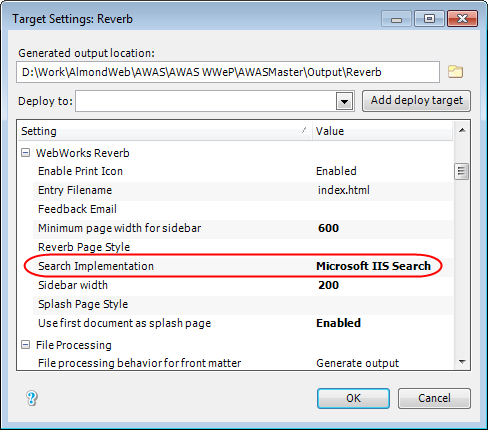 Target Settings: Reverb
Generated output location:
D:\Work\AlmondWeb\AWAS\AWAS WWeP\AWASMaster\Output\Reverb
Deploy to: Add deploy target
Setting Value
WebWorks Reverb
Enable Print Icon Enabled
Entry Filename index.html
Feedback Email
Minimum page width for sidebar 600
Reverb Page Style
Search Implementation Microsoft IIS Search
Sidebar width 200
Splash Page Style
Use first document as splash page Enabled
File Processing
File processing behavior for front matter Generate output
OK Cancel